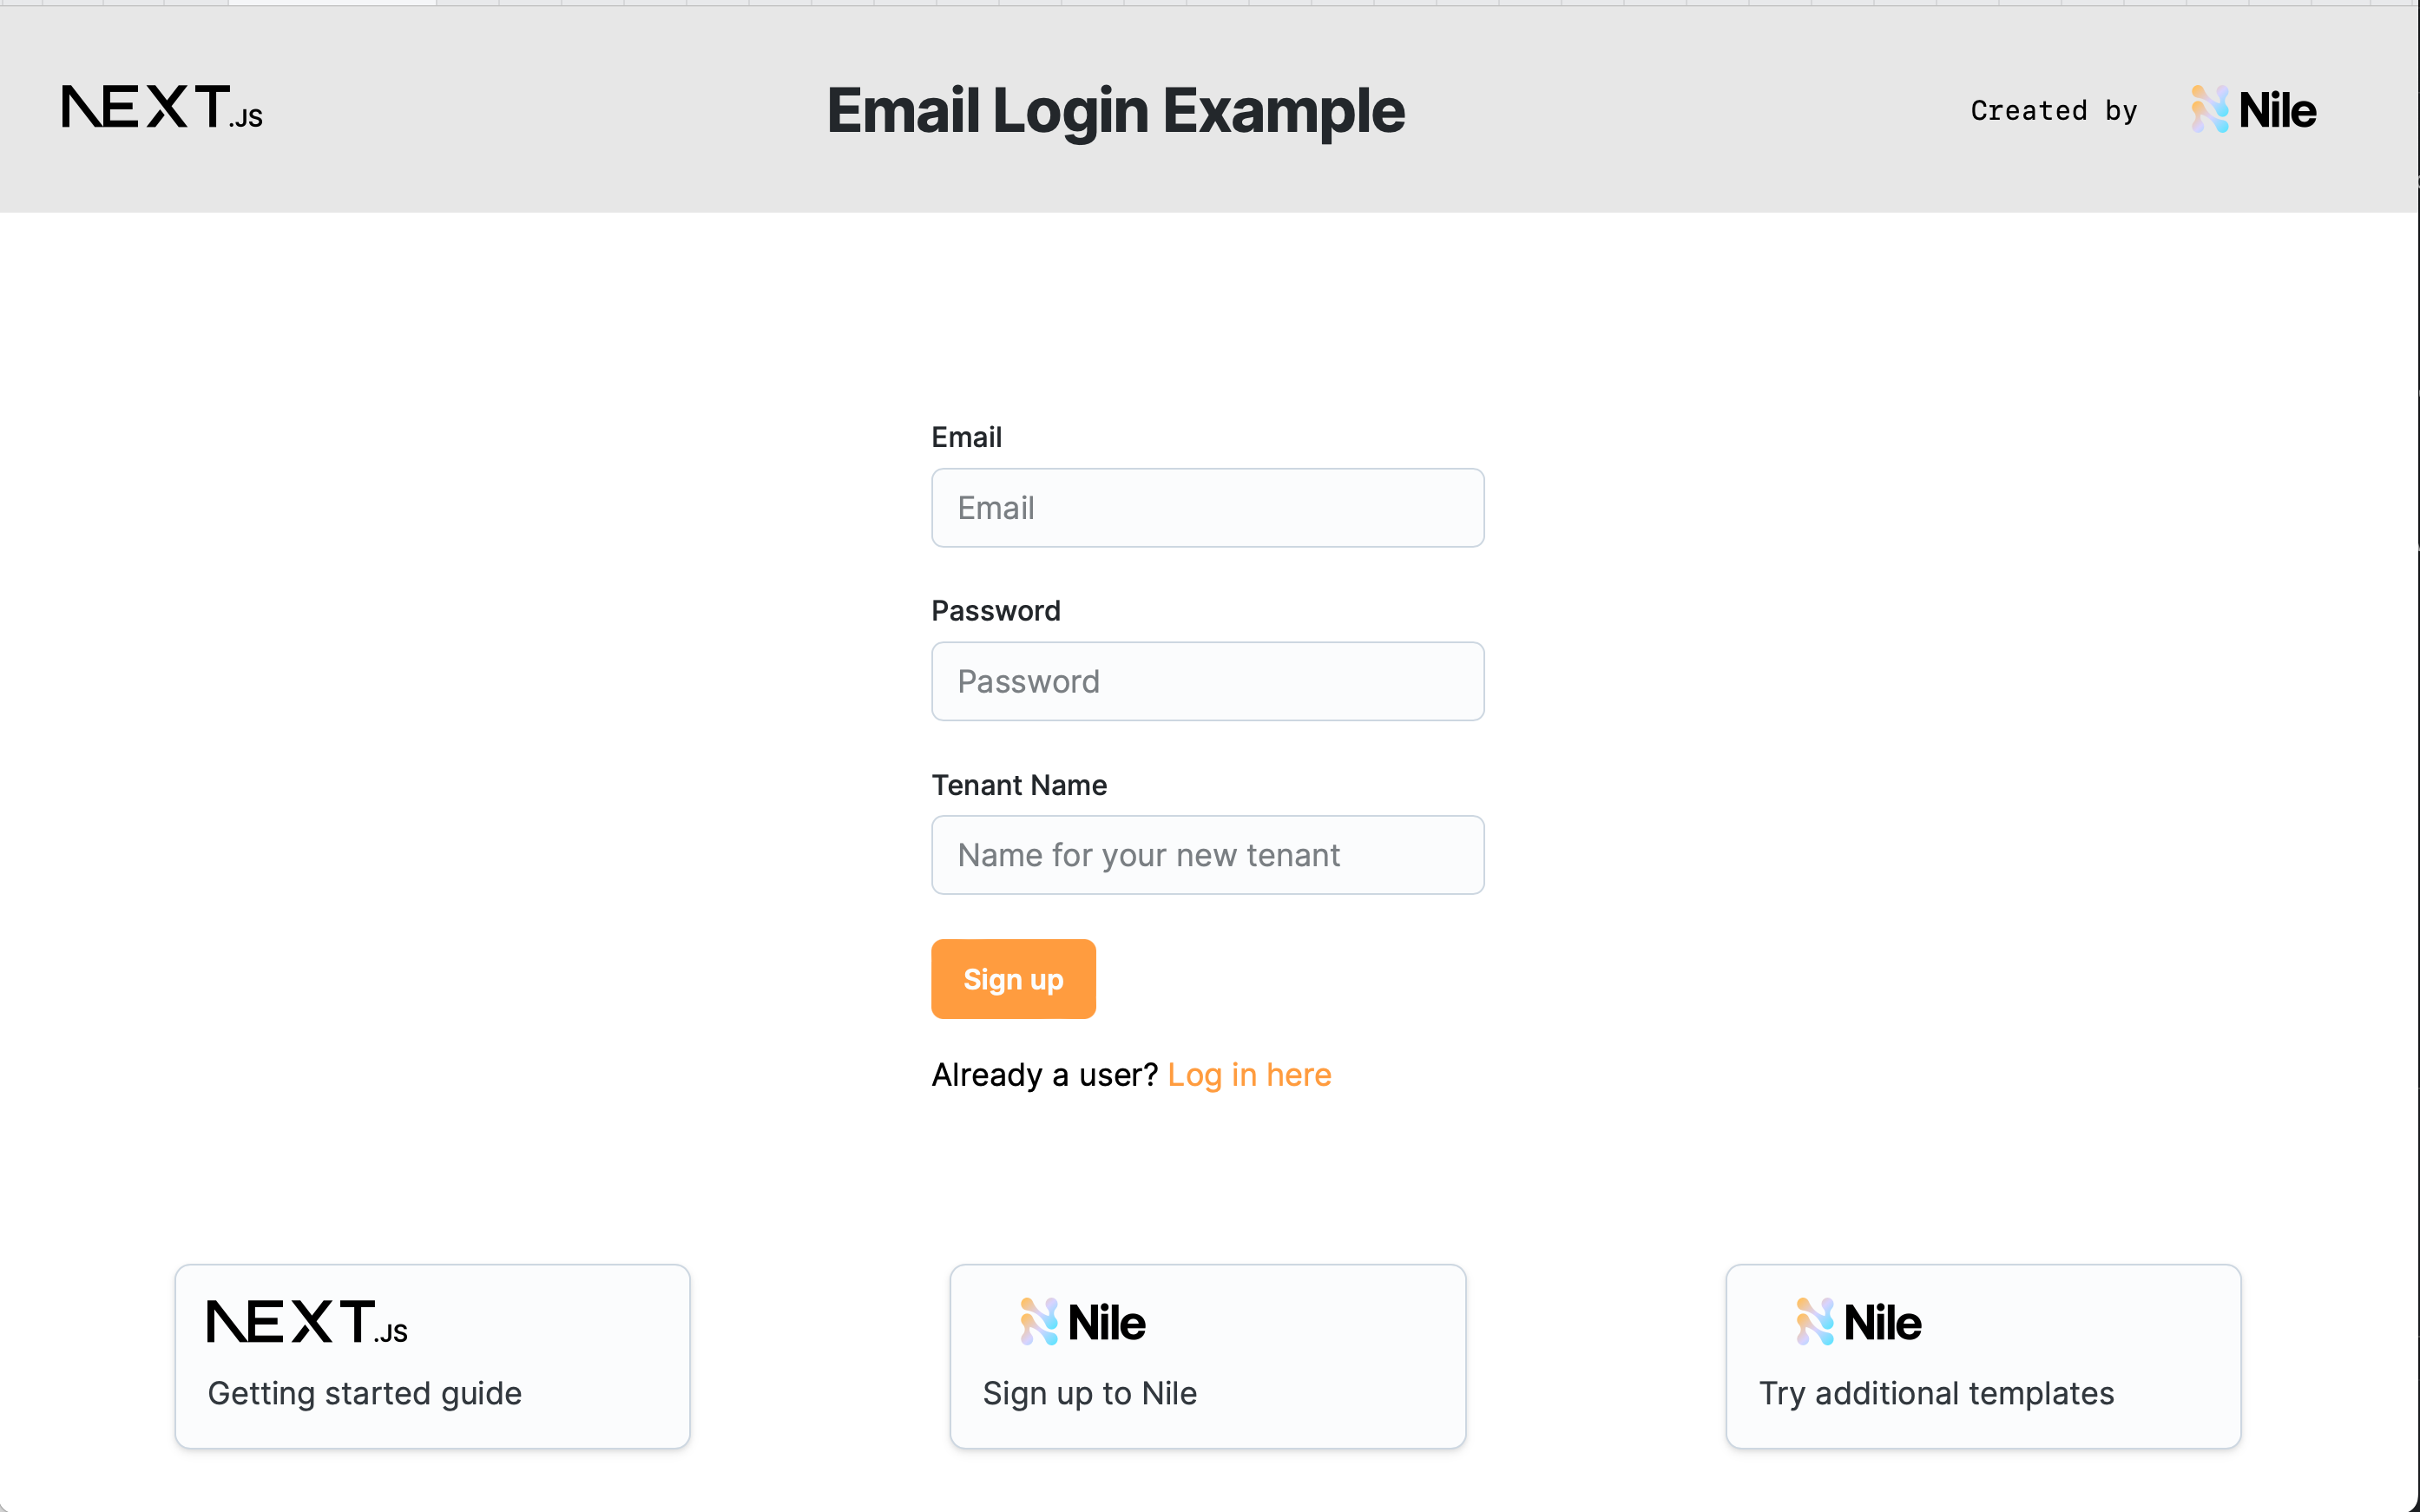 NEXT.JS
Email Login Example
Created by
Nile
Email
Email
Password
Password
Tenant Name
Name for your new tenant
Sign up
Already a user? Log in here
NEXT.JS
Getting started guide
Nile
Sign up to Nile
Nile
Try additional templates